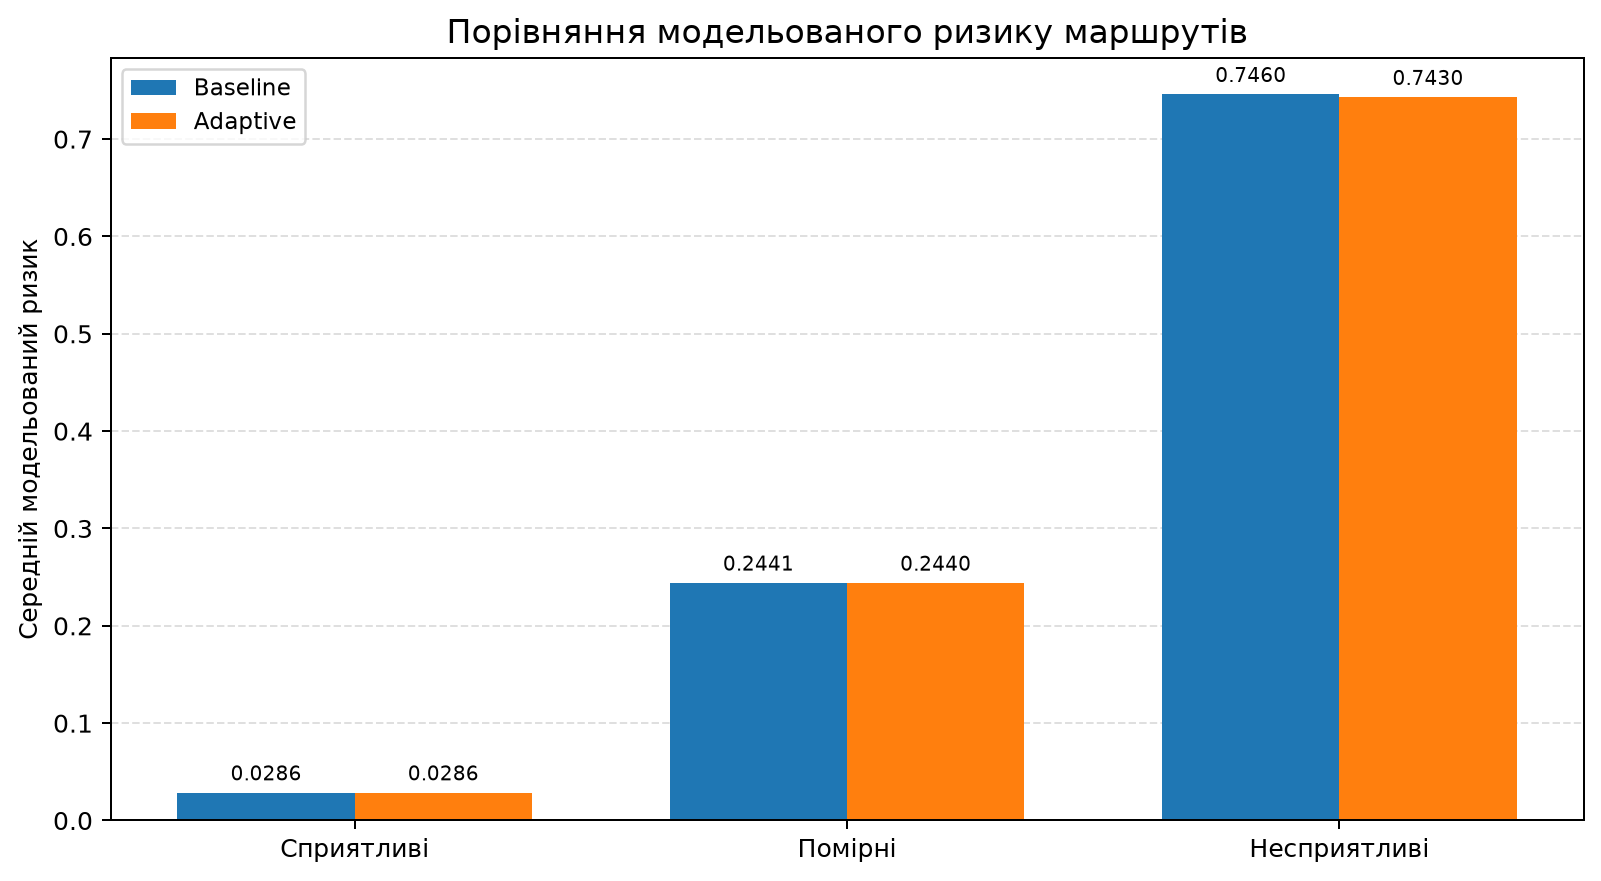 Порівняння модельованого ризику маршрутів
Baseline
Adaptive
Середній модельований ризик
0.7
0.6
0.5
0.4
0.3
0.2
0.1
0.0
0.0286
0.0286
0.2441
0.2440
0.7460
0.7430
Сприятливі
Помірні
Несприятливі